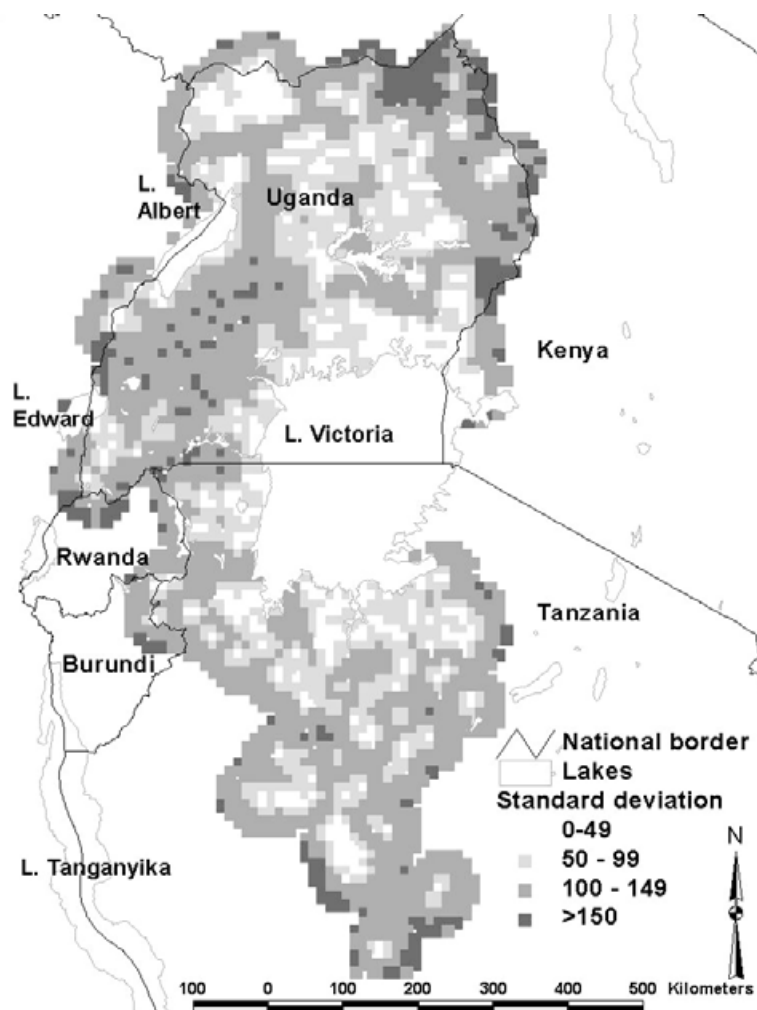 L.
Albert
Uganda
Kenya
L.
Edward
L. Victoria
Rwanda
Tanzania
Burundi
National border
Lakes
Standard deviation
0-49
50 - 99
100 - 149
>150
N
L. Tanganyika
100 0 100 200 300 400 500 Kilometers